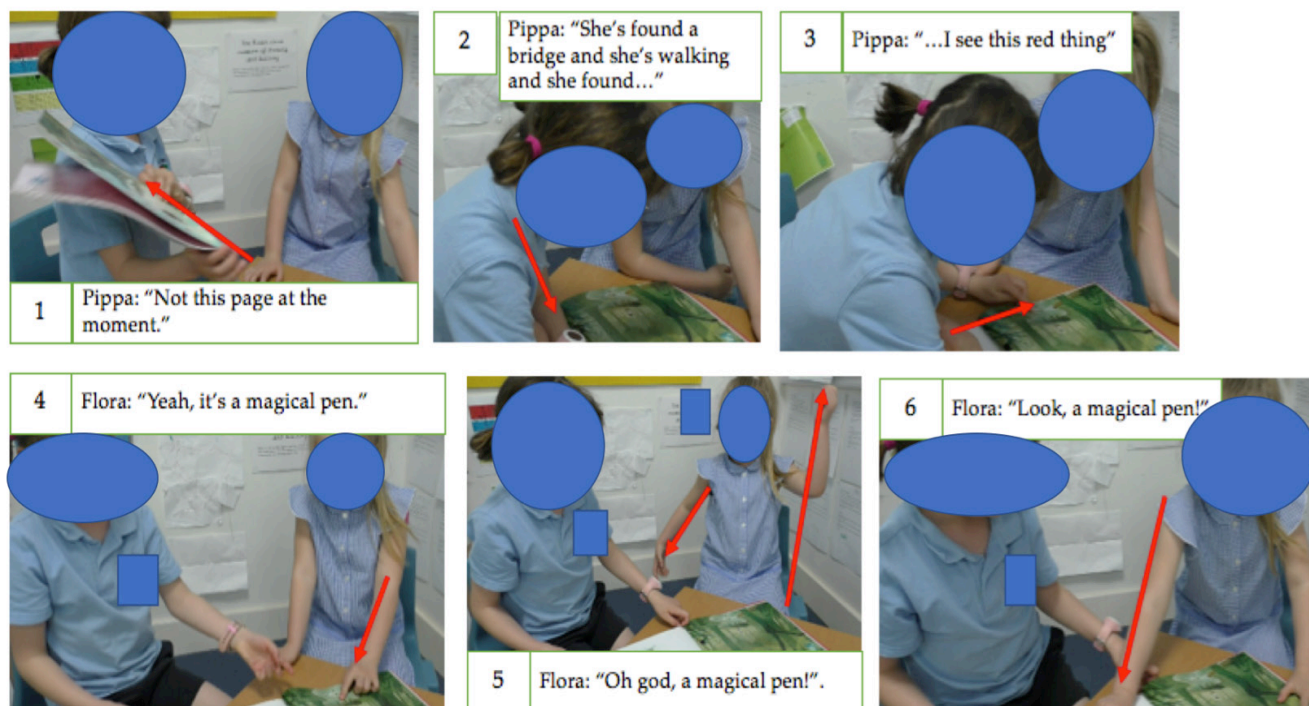 1
Pippa: “Not this page at the
moment.”
2
Pippa: “She’s found a
bridge and she’s walking
and she found…”
3
Pippa: “…I see this red thing”
4
Flora: “Yeah, it’s a magical pen.”
5
Flora: “Oh god, a magical pen!”.
6
Flora: “Look, a magical pen!”